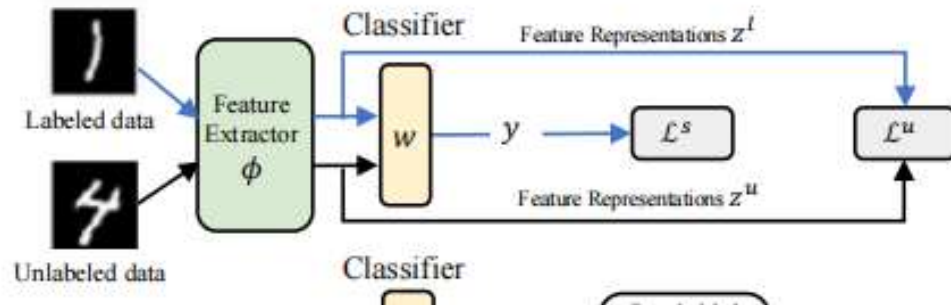 Classifier
Feature Representations z^l
Labeled data
Feature
Extractor
ϕ
w
y
ℒ^s
ℒ^u
Feature Representations z^u
Unlabeled data
Classifier